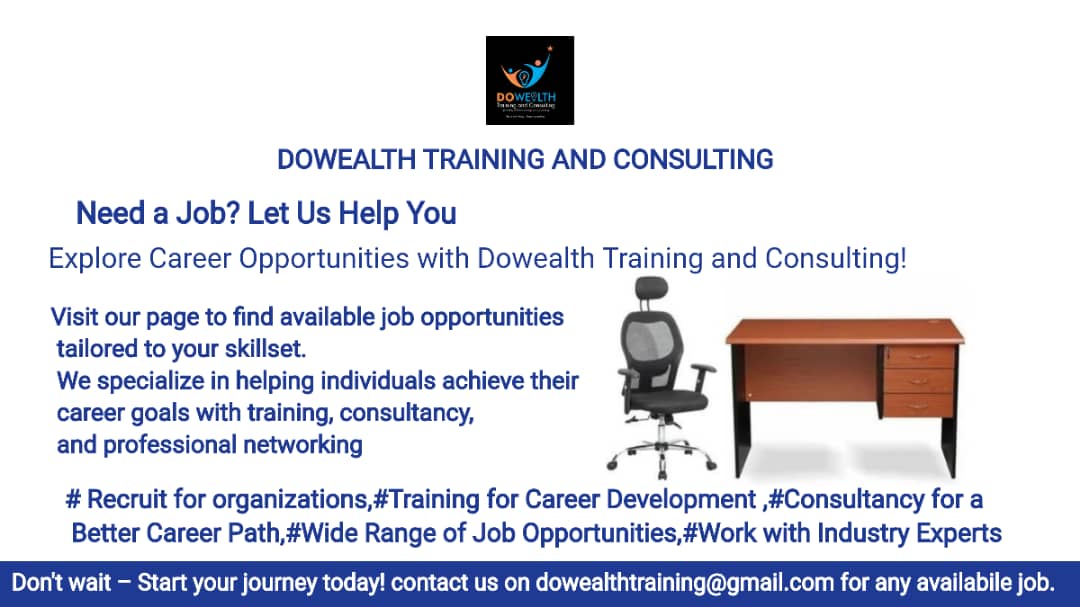 DOWEALTH
Training and Consulting
DOWEALTH TRAINING AND CONSULTING
Need a Job? Let Us Help You
Explore Career Opportunities with Dowealth Training and Consulting!
Visit our page to find available job opportunities
tailored to your skillset.
We specialize in helping individuals achieve their
career goals with training, consultancy,
and professional networking
# Recruit for organizations,#Training for Career Development ,#Consultancy for a
Better Career Path,#Wide Range of Job Opportunities,#Work with Industry Experts
Don't wait – Start your journey today! contact us on dowealthtraining@gmail.com for any availabile job.